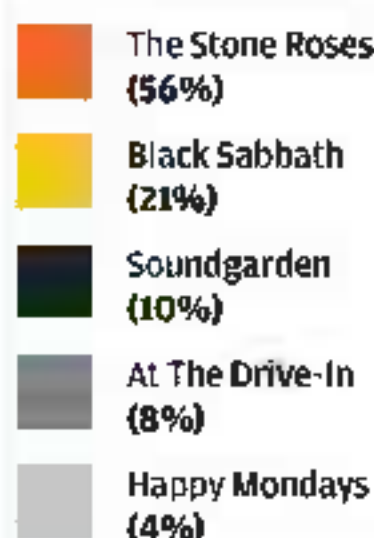 The Stone Roses
(56%)
Black Sabbath
(21%)
Soundgarden
(10%)
At The Drive-In
(8%)
Happy Mondays
(4%)